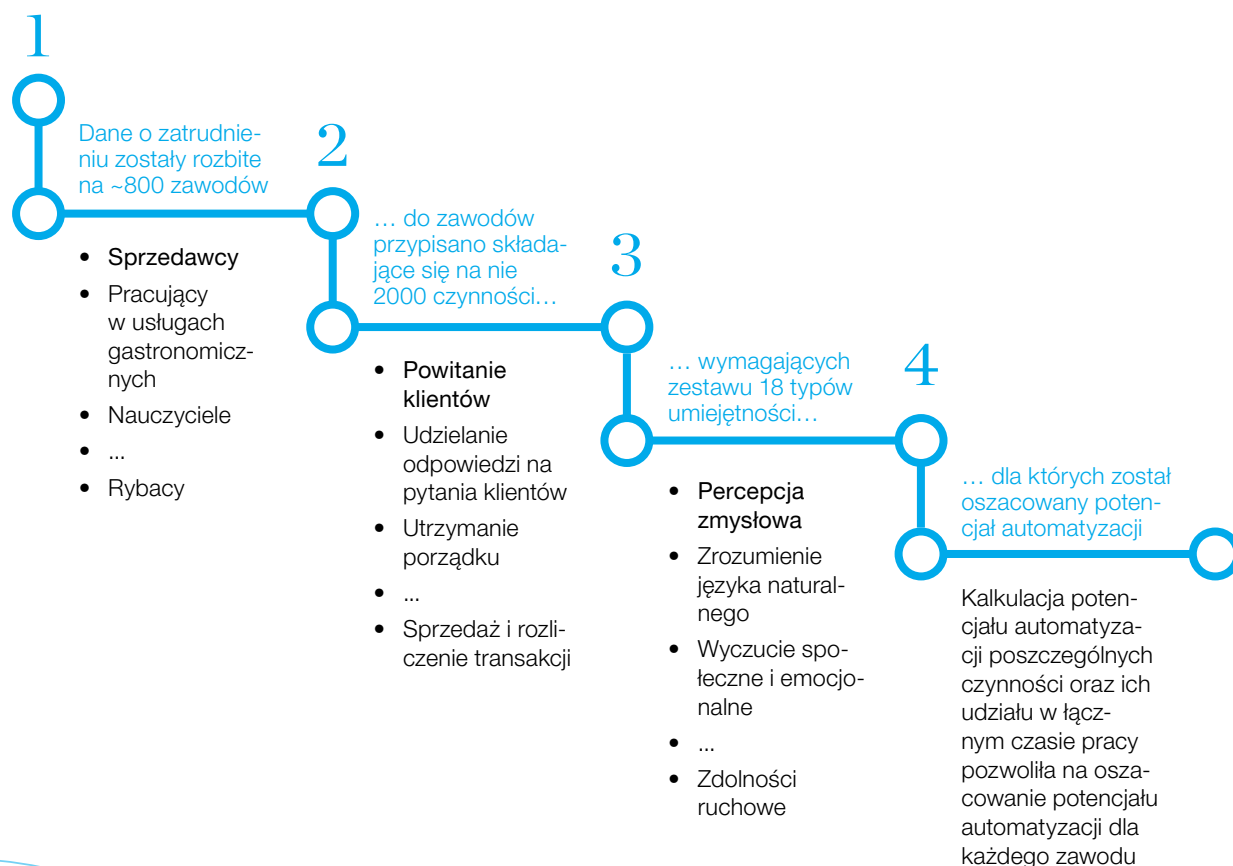 1
Dane o zatrudnie-
niu zostały rozbite
na ~800 zawodów
• Sprzedawcy
• Pracujący
w usługach
gastronomicz-
nych
• Nauczyciele
• ...
• Rybacy
2
… do zawodów
przypisano składa-
jące się na nie
2000 czynności…
• Powitanie
klientów
• Udzielanie
odpowiedzi na
pytania klientów
• Utrzymanie
porządku
• ...
• Sprzedaż i rozli-
czenie transakcji
3
… wymagających
zestawu 18 typów
umiejętności…
• Percepcja
zmysłowa
• Zrozumienie
języka natural-
nego
• Wyczucie spo-
łeczne i emocjo-
nalne
• ...
• Zdolności
ruchowe
4
… dla których został
oszacowany poten-
cjał automatyzacji
Kalkulacja poten-
cjału automatyza-
cji poszczególnych
czynności oraz ich
udziału w łącz-
nym czasie pracy
pozwoliła na osza-
cowanie potencjału
automatyzacji dla
każdego zawodu